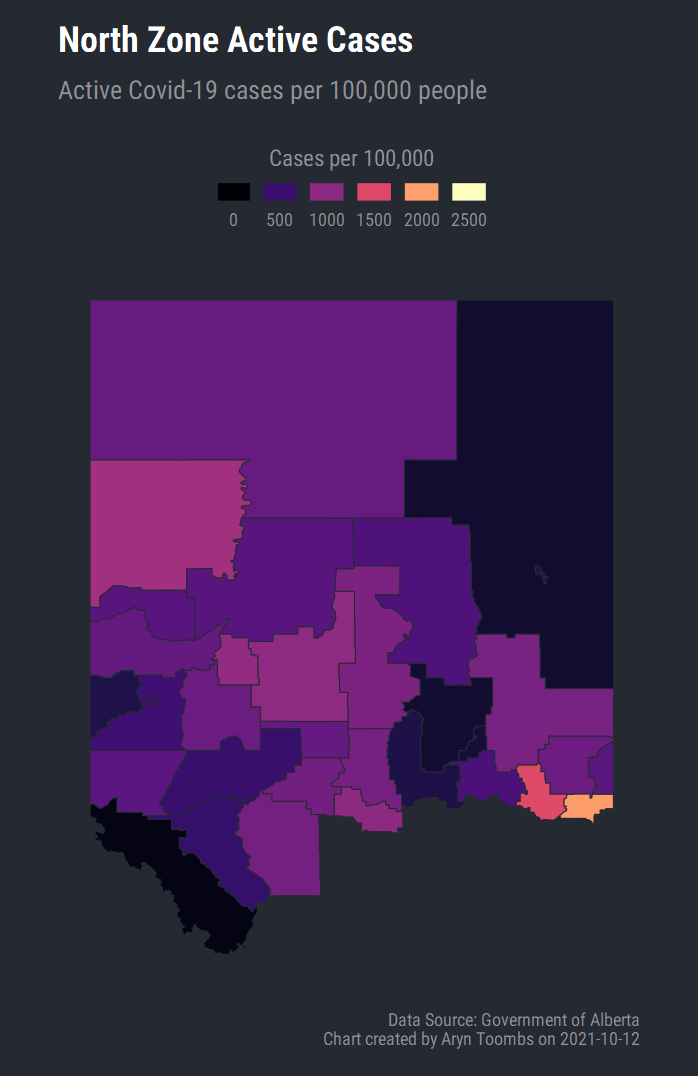 North Zone Active Cases
Active Covid-19 cases per 100,000 people
Cases per 100,000
0 500 1000 1500 2000 2500
Data Source: Government of Alberta
Chart created by Aryn Toombs on 2021-10-12